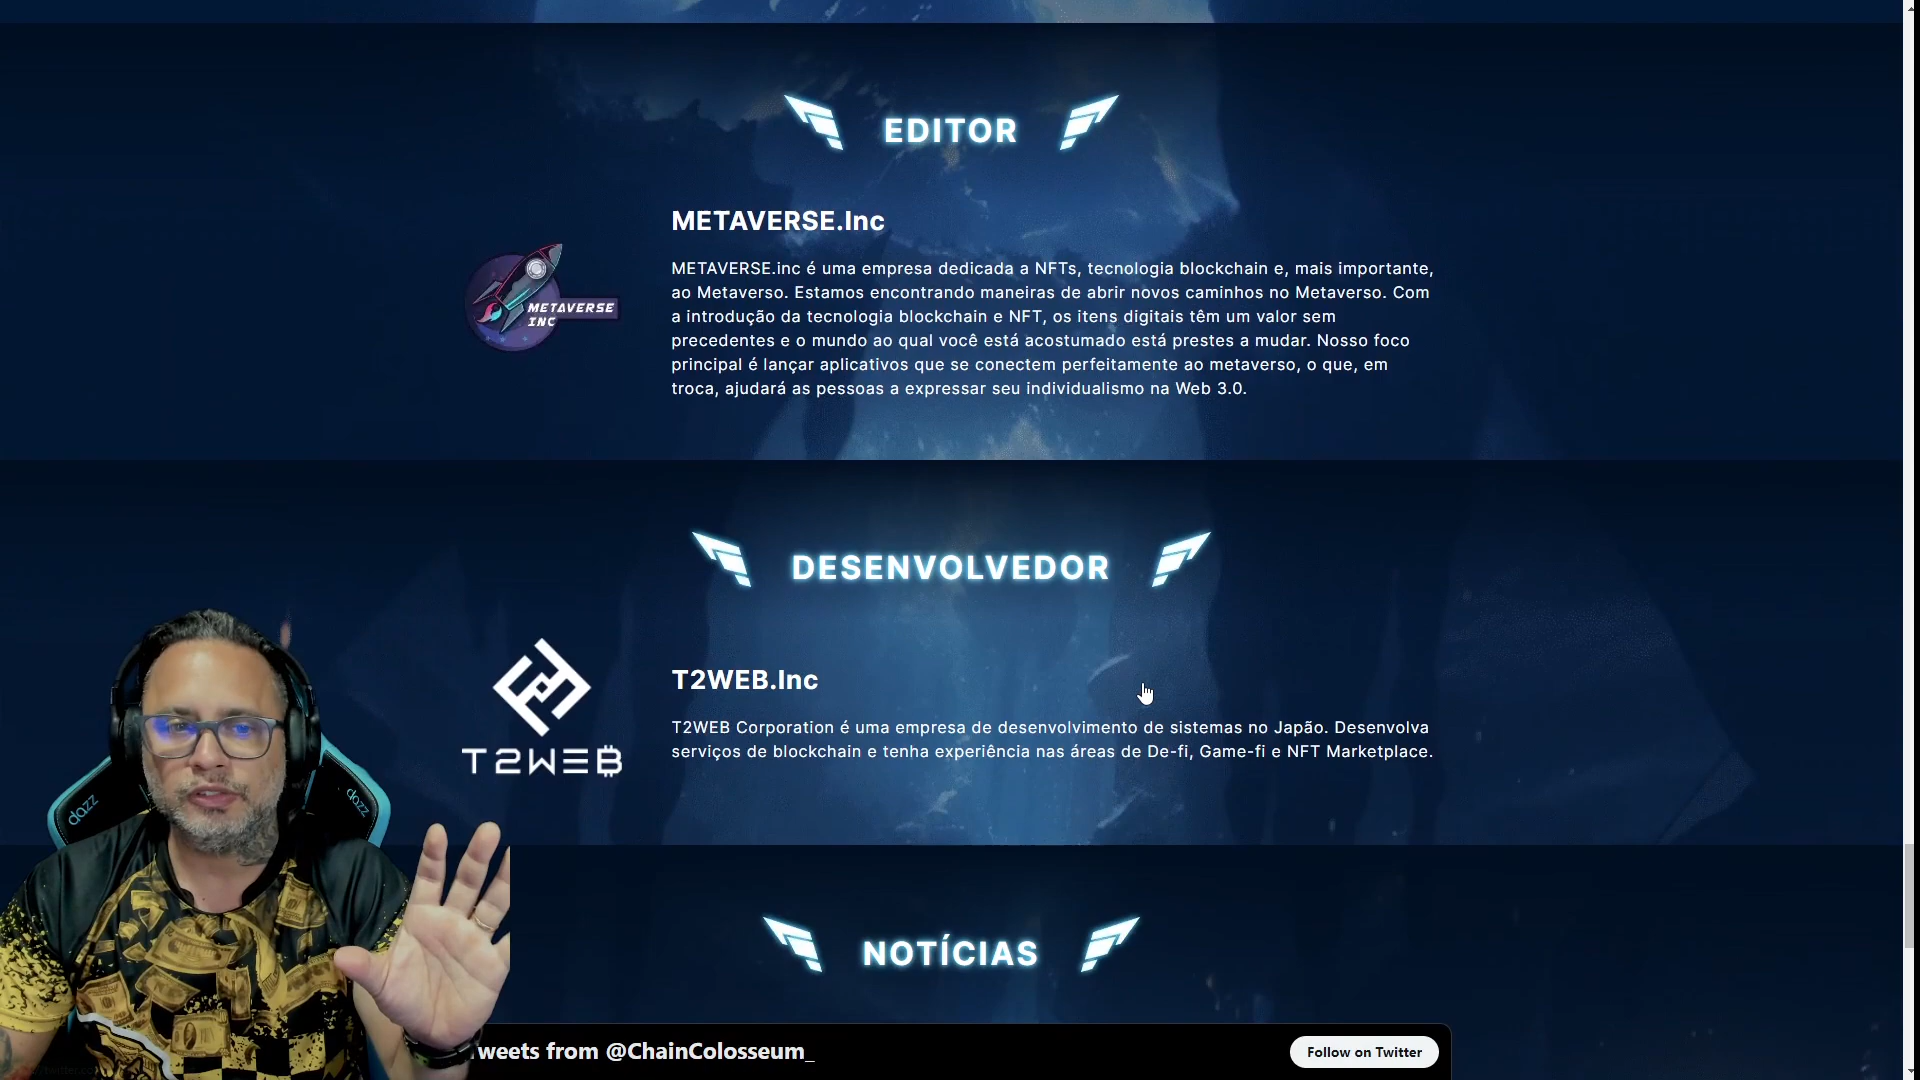 EDITOR
METAVERSE.Inc
METAVERSE
INC
METAVERSE.inc é uma empresa dedicada a NFTs, tecnologia blockchain e, mais importante,
ao Metaverso. Estamos encontrando maneiras de abrir novos caminhos no Metaverso. Com
a introdução da tecnologia blockchain e NFT, os itens digitais têm um valor sem
precedentes e o mundo ao qual você está acostumado está prestes a mudar. Nosso foco
principal é lançar aplicativos que se conectem perfeitamente ao metaverso, o que, em
troca, ajudará as pessoas a expressar seu individualismo na Web 3.0.
DESENVOLVEDOR
T2WEB
T2WEB.Inc
T2WEB Corporation é uma empresa de desenvolvimento de sistemas no Japão. Desenvolva
serviços de blockchain e tenha experiência nas áreas de De-fi, Game-fi e NFT Marketplace.
dazz
dazz
NOTÍCIAS
weets from @ChainColosseum_
Follow on Twitter